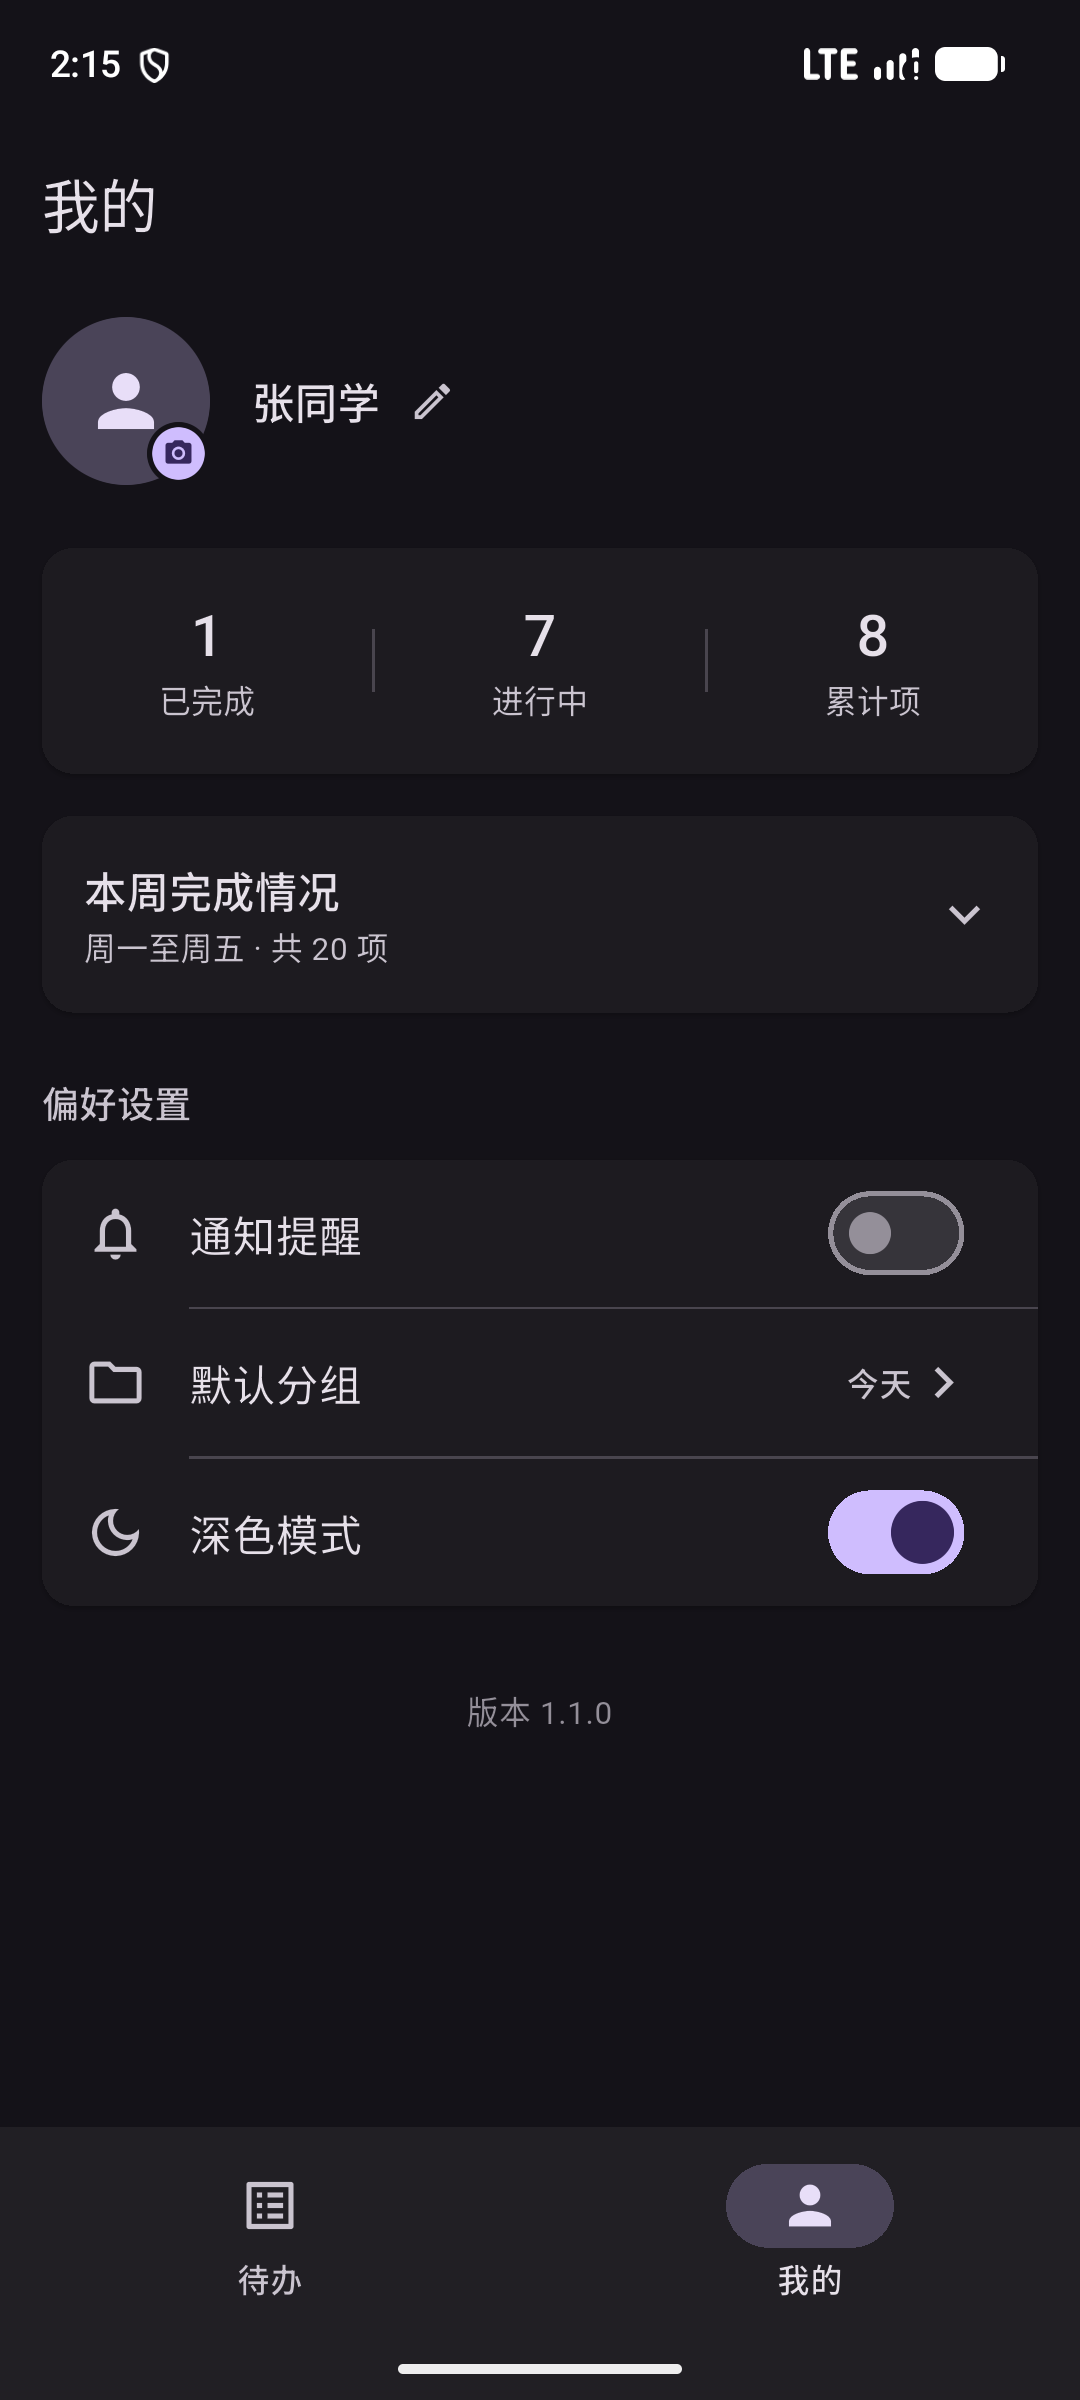 2:15 LTE
我的
张同学
1 7 8
已完成 进行中 累计项
本周完成情况
周一至周五 · 共 20 项
偏好设置
通知提醒
默认分组 今天
深色模式
版本 1.1.0
待办 我的